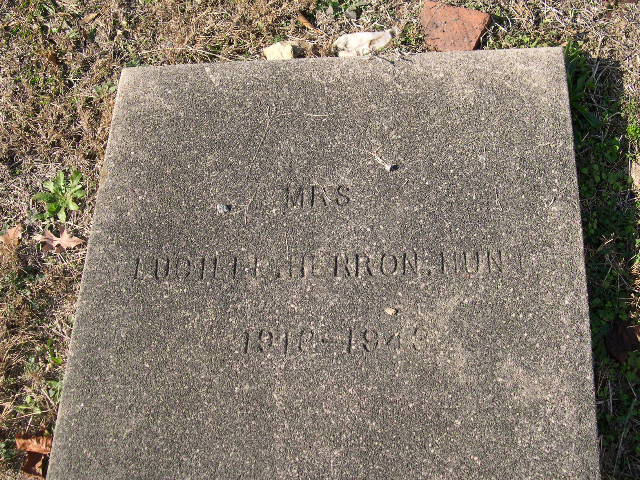 MRS
LUCILLE. HERRON. HUNT
1910-1943